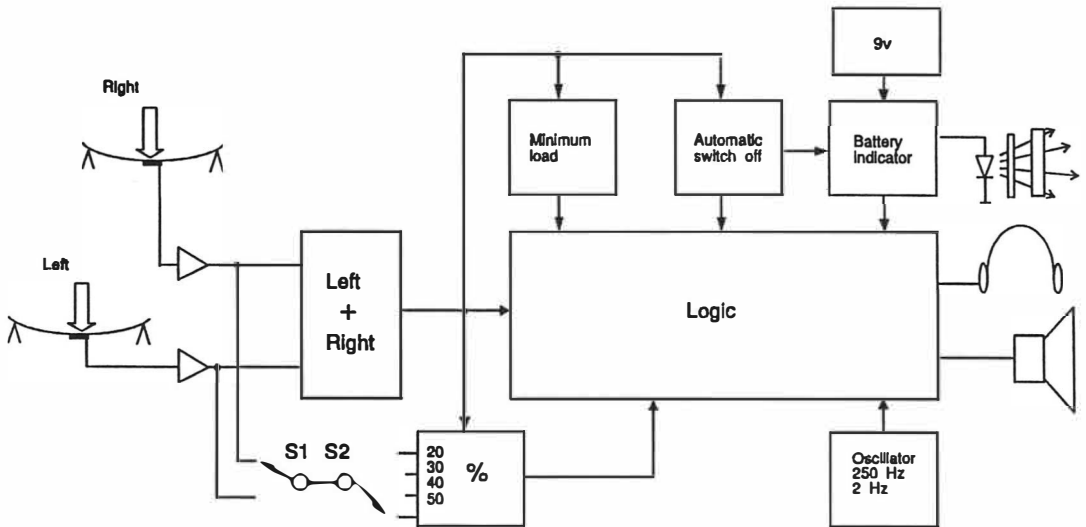 9v
Right
Minimum
load
Automatic
switch off
Battery
indicator
Left
Left
+
Right
Logic
S1 S2
20
30
40
50
%
Oscillator
250 Hz
2 Hz